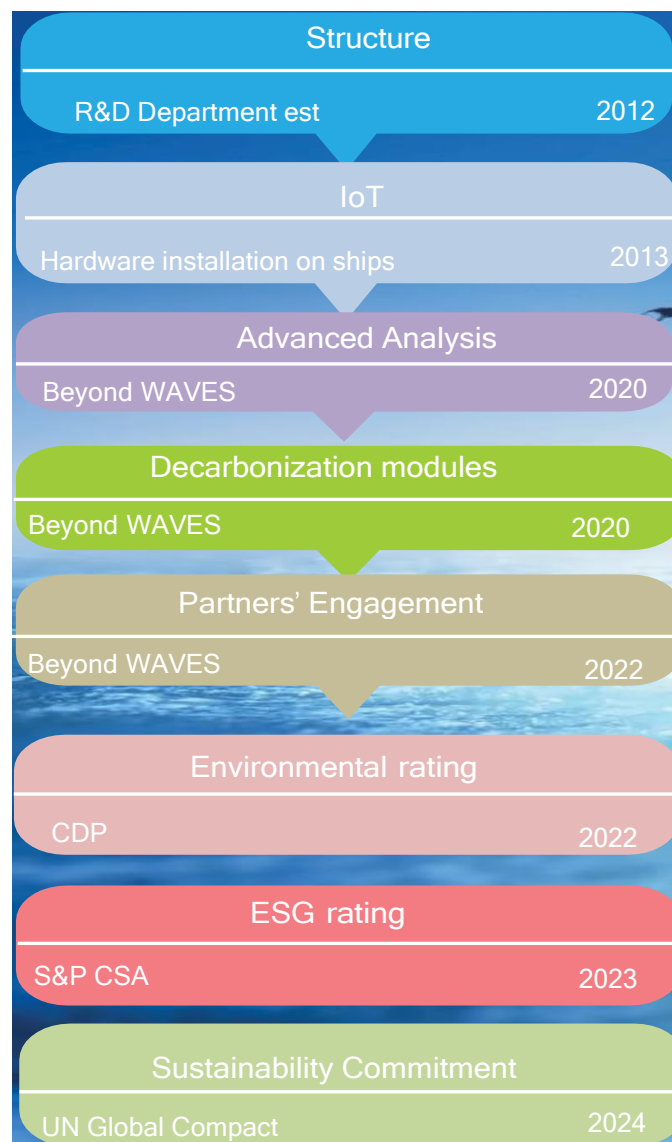 Structure
R&D Department est 2012
IoT
Hardware installation on ships 2013
Advanced Analysis
Beyond WAVES 2020
Decarbonization modules
Beyond WAVES 2020
Partners’ Engagement
Beyond WAVES 2022
Environmental rating
CDP 2022
ESG rating
S&P CSA 2023
Sustainability Commitment
UN Global Compact 2024